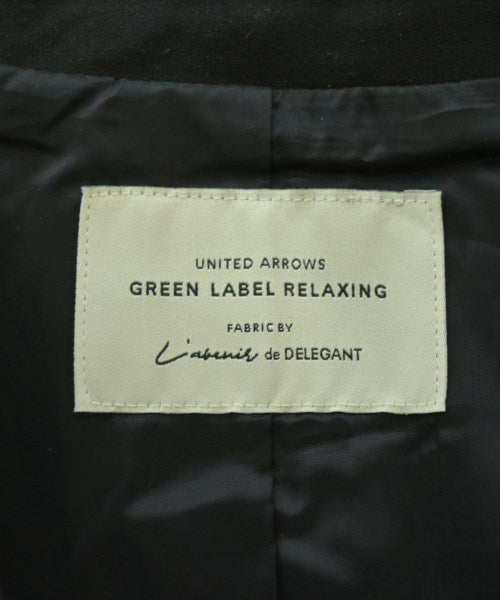 UNITED ARROWS
GREEN LABEL RELAXING
FABRIC BY
L'avenir de DELEGANT